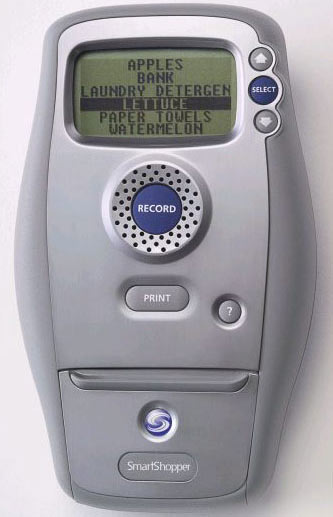 APPLES
BANK
LAUNDRY DETERGEN
LETTUCE
PAPER TOWELS
WATERMELON
SELECT
RECORD
PRINT
?
SmartShopper